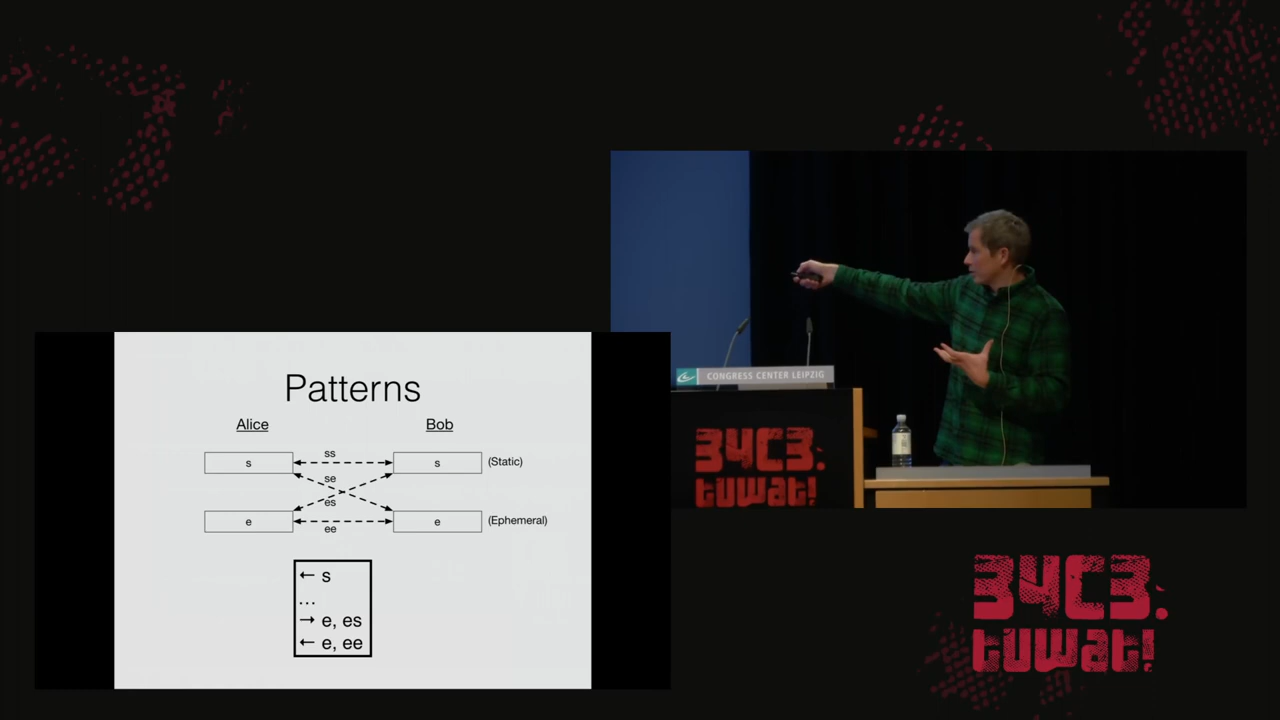 Patterns
Alice Bob
ss
s s (Static)
se
es
e e (Ephemeral)
ee
← s
...
→ e, es
← e, ee
CONGRESS CENTER LEIPZIG
34C3.
tuwat!
34C3.
tuwat!